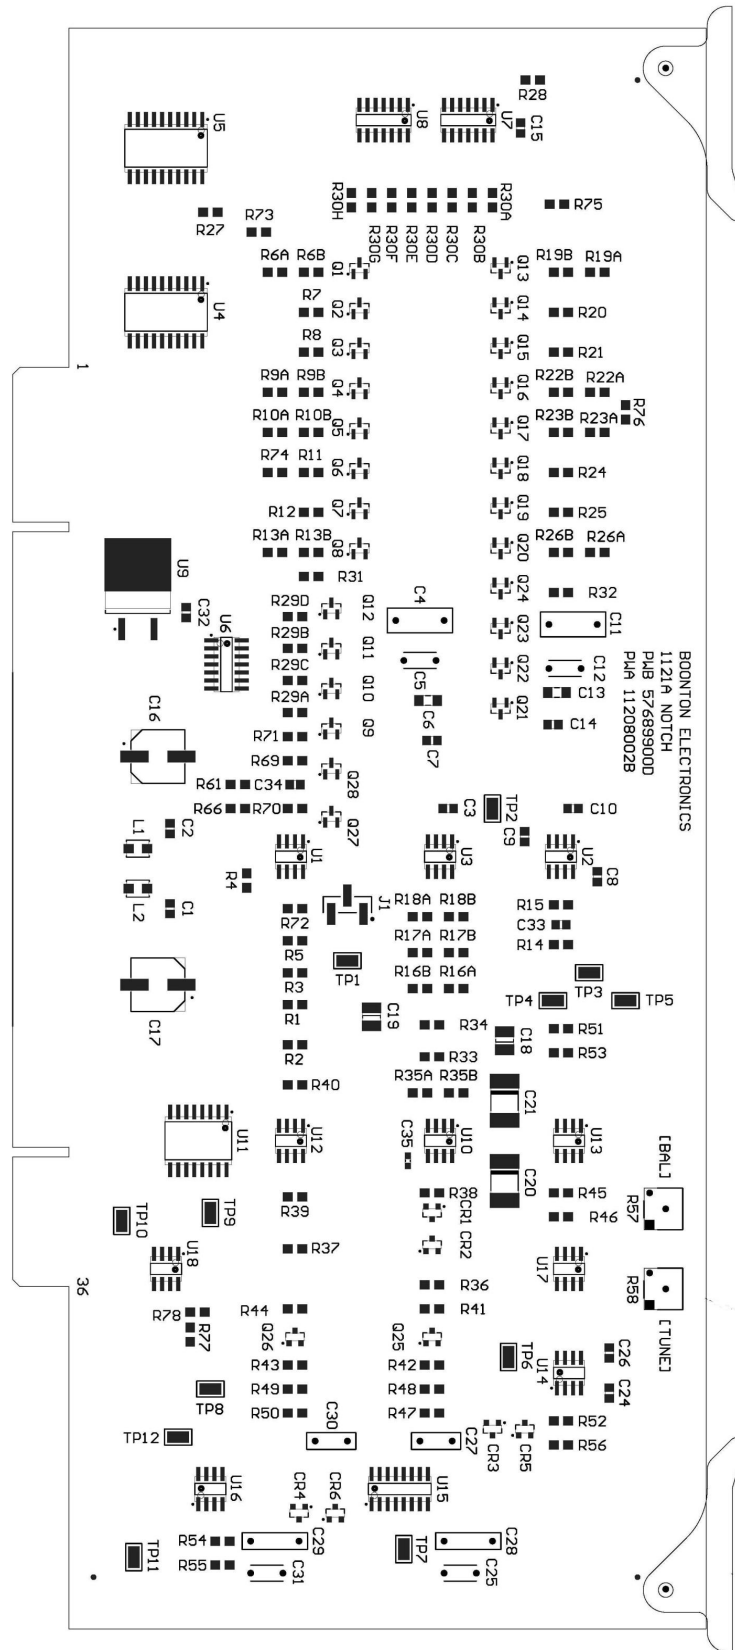 R28
U5
U8
U7
C15
R30H
R30G
R30F
R30E
R30D
R30C
R30B
R30A
R75
R27
R73
R6A
R6B
Q1
Q13
R19B
R19A
U4
R7
Q2
Q14
R20
R8
Q3
Q15
R21
1
R9A
R9B
Q4
Q16
R22B
R22A
R76
R10A
R10B
Q5
Q17
R23B
R23A
R74
R11
Q6
Q18
R24
R12
Q7
Q19
R25
R13A
R13B
Q8
Q20
R26B
R26A
U9
R31
C32
R29D
Q12
C4
Q24
R32
C11
U6
R29B
Q11
Q23
R29C
Q10
C5
Q22
C12
R29A
Q9
C6
Q21
C13
C16
R71
C7
C14
BOONTON ELECTRONICS
1121A NOTCH
PWB 57689900D
PWA 11208002B
R69
Q28
R61
C34
R66
R70
Q27
C3
TP2
C10
L1
C2
U1
U3
C9
U2
C8
L2
C1
R4
J1
R72
R18A
R18B
R15
C33
R5
R17A
R17B
R14
TP1
R3
R16B
R16A
TP3
TP4
TP5
C17
R1
C19
R34
C18
R51
R2
R33
R53
R40
R35A
R35B
C21
U11
U12
C35
U10
U13
[BAL]
C20
TP10
TP9
R39
R38
CR1
R45
R46
R57
U18
R37
CR2
U17
36
R36
R58
R78
R44
R41
R77
Q26
Q25
TP6
[TUNE]
C26
R43
R42
U14
TP8
R49
R48
C24
R50
R47
TP12
C30
C27
CR3
CR5
R52
R56
U16
CR4
CR6
U15
R54
C29
C28
TP11
R55
C31
TP7
C25